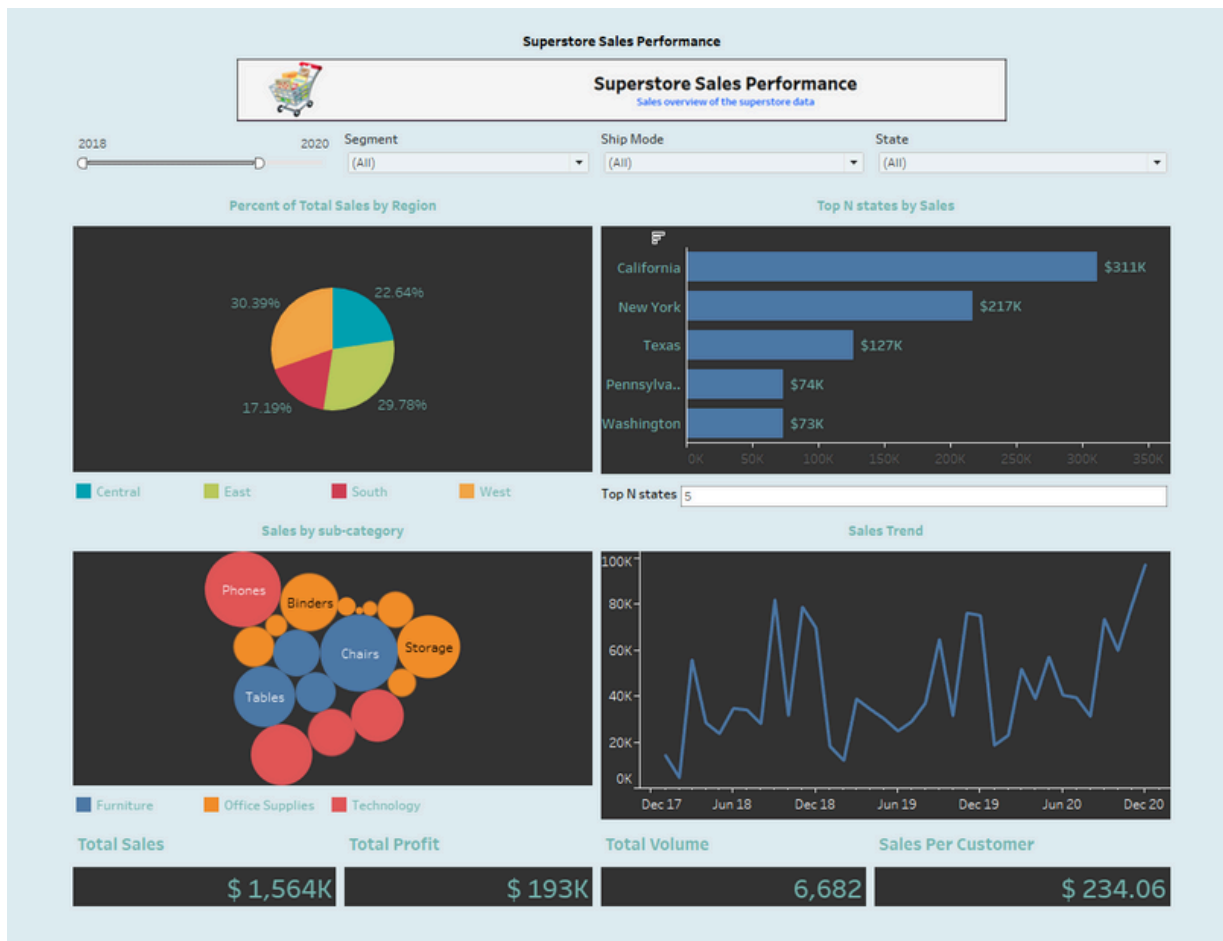 Superstore Sales Performance
Superstore Sales Performance
Sales overview of the superstore data
2018 2020 Segment Ship Mode State
(All) (All) (All)
Percent of Total Sales by Region Top N states by Sales
30.39% 22.64%
17.19% 29.78%
California $311K
New York $217K
Texas $127K
Pennsylva.. $74K
Washington $73K
0K 50K 100K 150K 200K 250K 300K 350K
Central East South West
Top N states 5
Sales by sub-category Sales Trend
Phones
Binders
Chairs
Storage
Tables
100K
80K
60K
40K
20K
0K
Dec 17 Jun 18 Dec 18 Jun 19 Dec 19 Jun 20 Dec 20
Furniture Office Supplies Technology
Total Sales Total Profit Total Volume Sales Per Customer
$ 1,564K $ 193K 6,682 $ 234.06